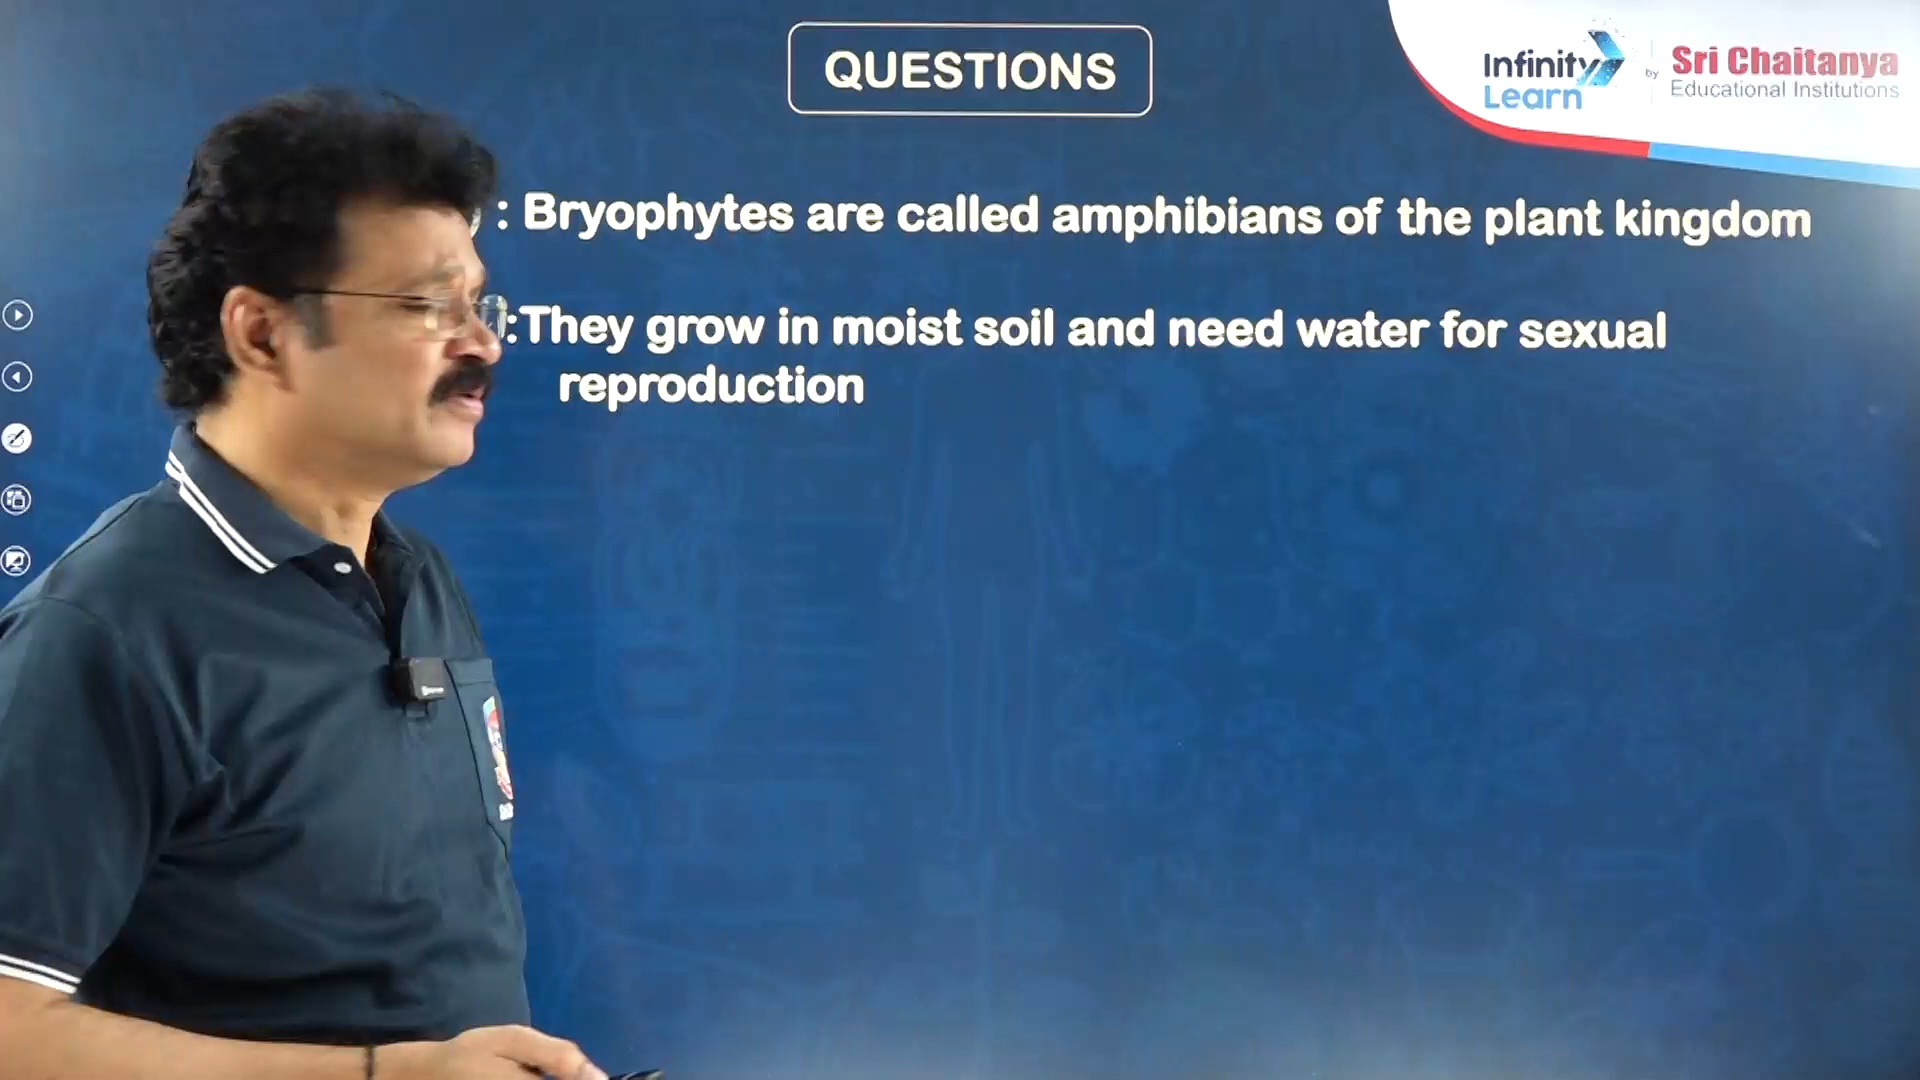 QUESTIONS
Infinity Learn by Sri Chaitanya Educational Institutions
: Bryophytes are called amphibians of the plant kingdom
:They grow in moist soil and need water for sexual
reproduction